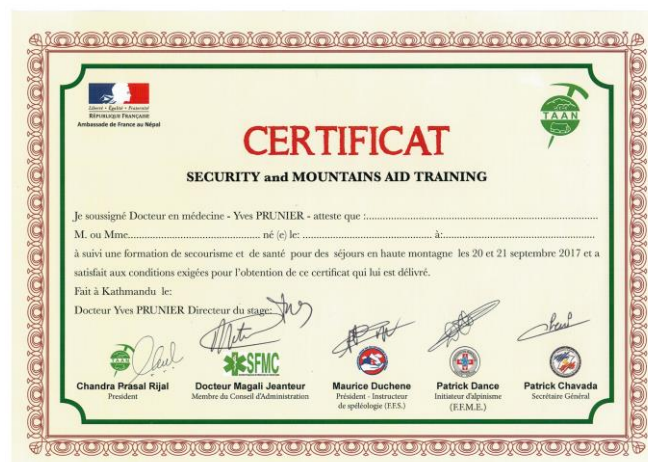 Liberté • Égalité • Fraternité
RÉPUBLIQUE FRANÇAISE
Ambassade de France au Népal
TAAN
CERTIFICAT
SECURITY and MOUNTAINS AID TRAINING
Je soussigné Docteur en médecine - Yves PRUNIER - atteste que :
M. ou Mme. né (e) le: à:
à suivi une formation de secourisme et de santé pour des séjours en haute montagne les 20 et 21 septembre 2017 et a
satisfait aux conditions exigées pour l'obtention de ce certificat qui lui est délivré.
Fait à Kathmandu le:
Docteur Yves PRUNIER Directeur du stage:
TAAN
SFMC
Chandra Prasal Rijal
President
Docteur Magali Jeanteur
Membre du Conseil d'Administration
Maurice Duchene
Président - Instructeur
de spéléologie (F.F.S.)
Patrick Dance
Initiateur d'alpinisme
(F.F.M.E.)
Patrick Chavada
Secrétaire Général